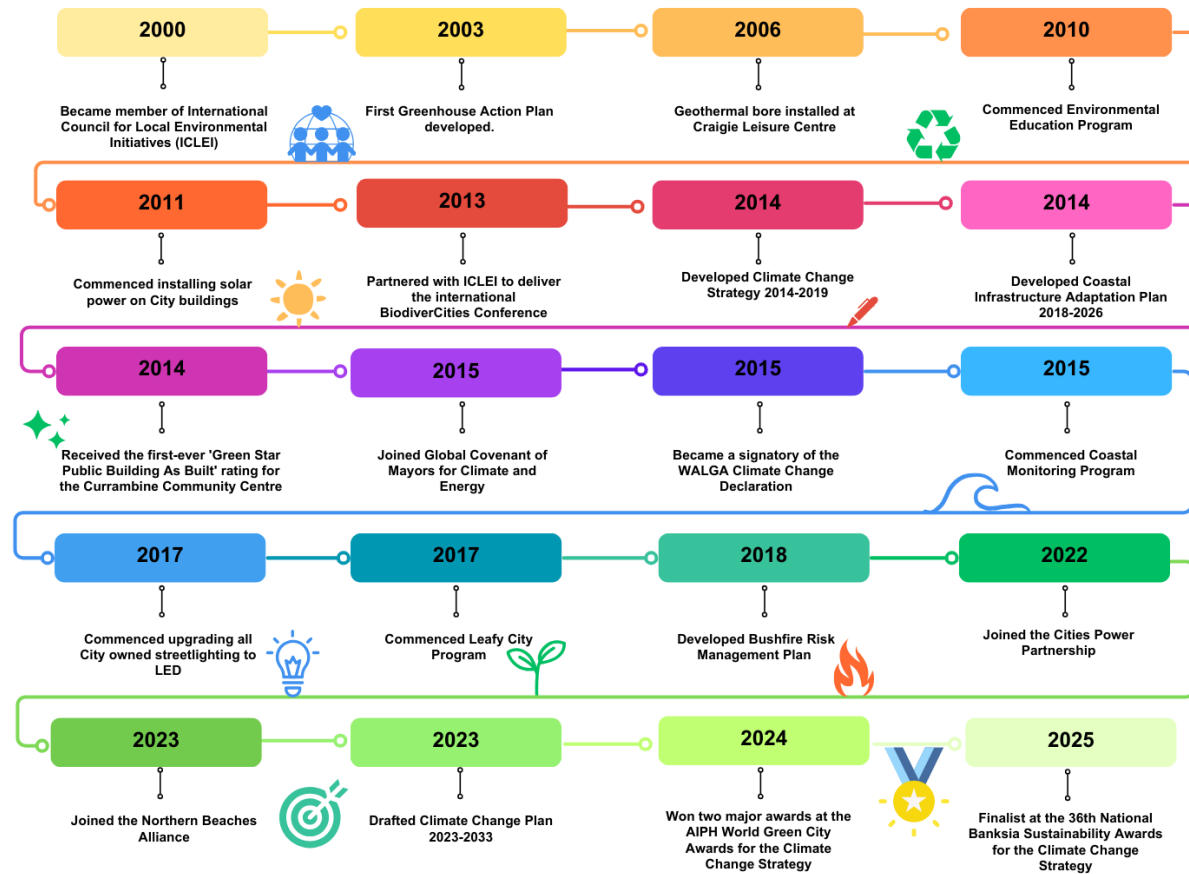 2000
2003
2006
2010
Became member of International
Council for Local Environmental
Initiatives (ICLEI)
First Greenhouse Action Plan
developed.
Geothermal bore installed at
Craigie Leisure Centre
Commenced Environmental
Education Program
2011
2013
2014
2014
Commenced installing solar
power on City buildings
Partnered with ICLEI to deliver
the international
BiodiverCities Conference
Developed Climate Change
Strategy 2014-2019
Developed Coastal
Infrastructure Adaptation Plan
2018-2026
2014
2015
2015
2015
Received the first-ever 'Green Star
Public Building As Built' rating for
the Currambine Community Centre
Joined Global Covenant of
Mayors for Climate and
Energy
Became a signatory of the
WALGA Climate Change
Declaration
Commenced Coastal
Monitoring Program
2017
2017
2018
2022
Commenced upgrading all
City owned streetlighting to
LED
Commenced Leafy City
Program
Developed Bushfire Risk
Management Plan
Joined the Cities Power
Partnership
2023
2023
2024
2025
Joined the Northern Beaches
Alliance
Drafted Climate Change Plan
2023-2033
Won two major awards at the
AIPH World Green City
Awards for the Climate
Change Strategy
Finalist at the 36th National
Banksia Sustainability Awards
for the Climate Change
Strategy